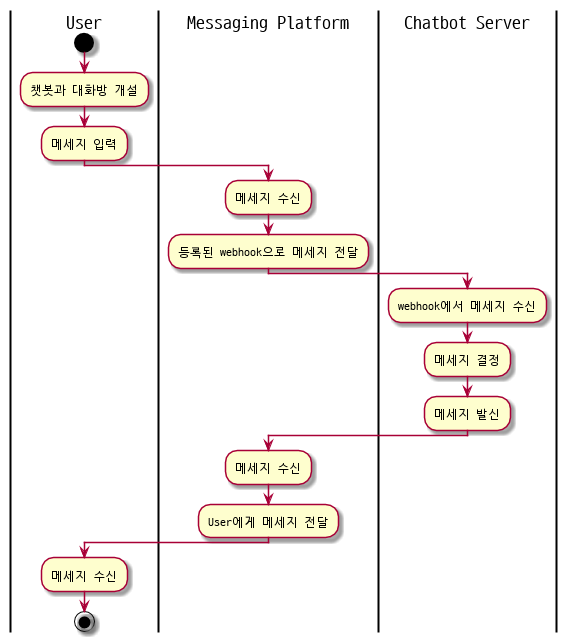 User
Messaging Platform
Chatbot Server
챗봇과 대화방 개설
메세지 입력
메세지 수신
등록된 webhook으로 메세지 전달
webhook에서 메세지 수신
메세지 결정
메세지 발신
메세지 수신
User에게 메세지 전달
메세지 수신